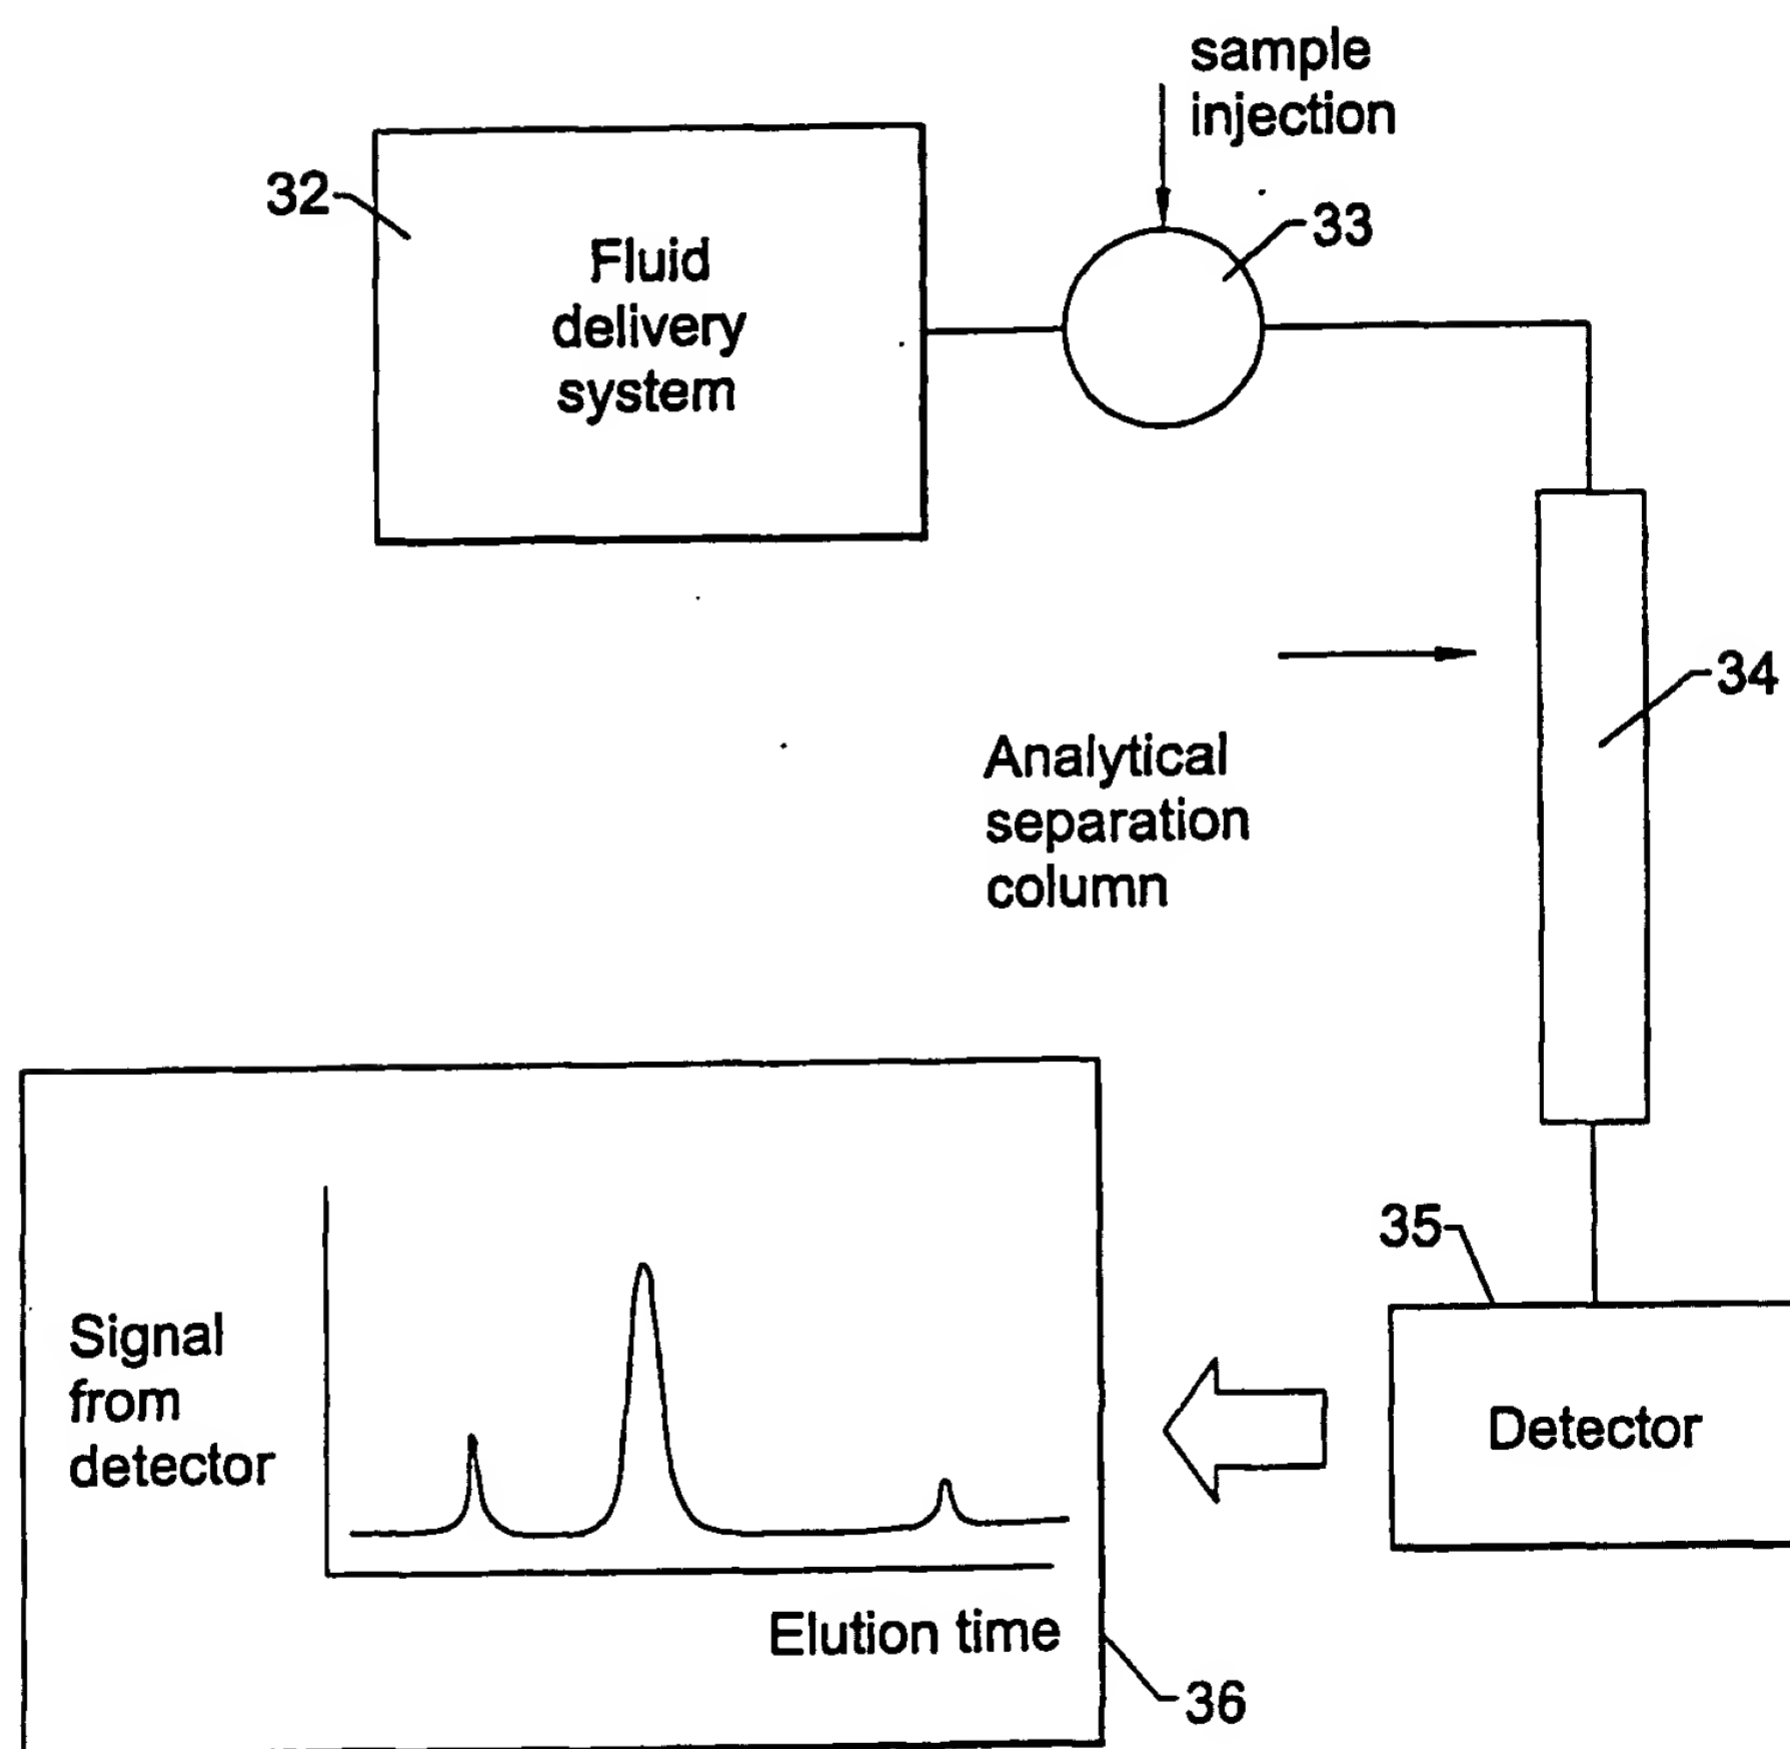 sample
injection
32
33
Fluid
delivery
system
34
Analytical
separation
column
35
Signal
from
detector
Detector
Elution time
36